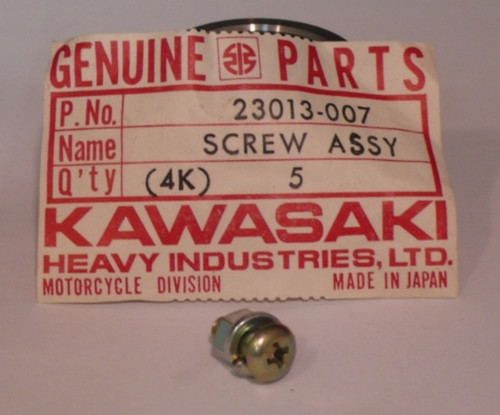 GENUINE PARTS
P. No. 23013-007
Name SCREW ASSY
Q'ty (4K) 5
KAWASAKI
HEAVY INDUSTRIES, LTD.
MOTORCYCLE DIVISION MADE IN JAPAN